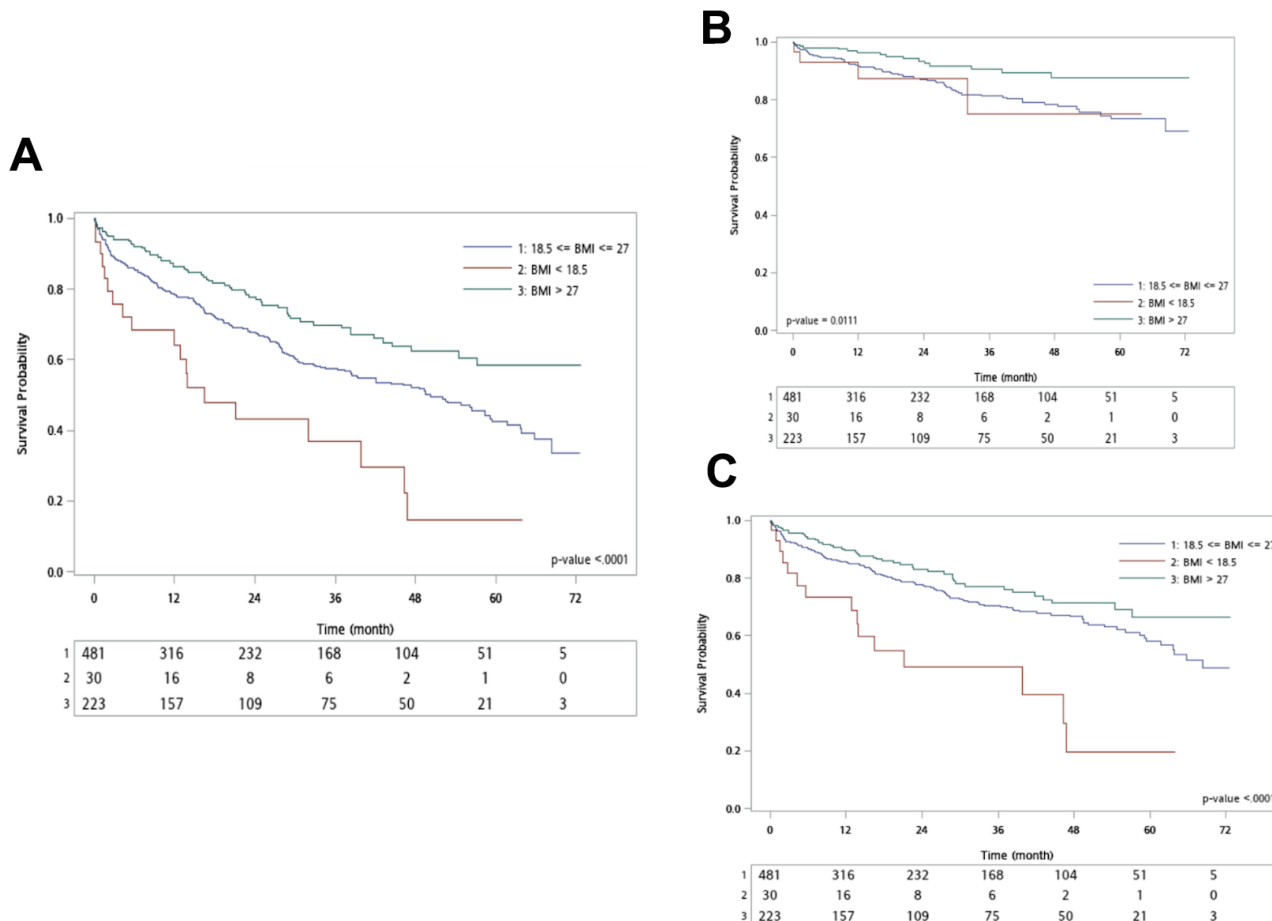 A
Survival Probability
1.0
0.8
0.6
0.4
0.2
0.0
1: 18.5 <= BMI <= 27
2: BMI < 18.5
3: BMI > 27
p-value <.0001
0 12 24 36 48 60 72
Time (month)
1 481 316 232 168 104 51 5
2 30 16 8 6 2 1 0
3 223 157 109 75 50 21 3
B
Survival Probability
1.0
0.8
0.6
0.4
0.2
0.0
1: 18.5 <= BMI <= 27
2: BMI < 18.5
3: BMI > 27
p-value = 0.0111
0 12 24 36 48 60 72
Time (month)
1 481 316 232 168 104 51 5
2 30 16 8 6 2 1 0
3 223 157 109 75 50 21 3
C
Survival Probability
1.0
0.8
0.6
0.4
0.2
0.0
1: 18.5 <= BMI <= 27
2: BMI < 18.5
3: BMI > 27
p-value <.0001
0 12 24 36 48 60 72
Time (month)
1 481 316 232 168 104 51 5
2 30 16 8 6 2 1 0
3 223 157 109 75 50 21 3